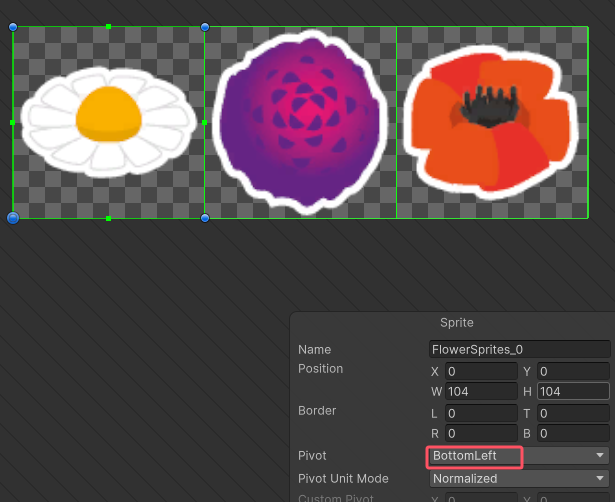 Sprite
Name FlowerSprites_0
Position X 0 Y 0
W 104 H 104
Border L 0 T 0
R 0 B 0
Pivot BottomLeft
Pivot Unit Mode Normalized
Custom Pivot X 0 Y 0